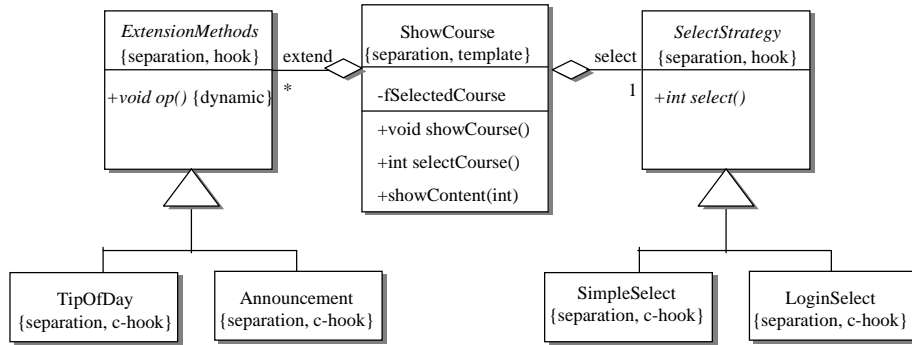 ExtensionMethods
{separation, hook}
+void op() {dynamic}
extend
*
ShowCourse
{separation, template}
-fSelectedCourse
+void showCourse()
+int selectCourse()
+showContent(int)
select
1
SelectStrategy
{separation, hook}
+int select()
TipOfDay
{separation, c-hook}
Announcement
{separation, c-hook}
SimpleSelect
{separation, c-hook}
LoginSelect
{separation, c-hook}